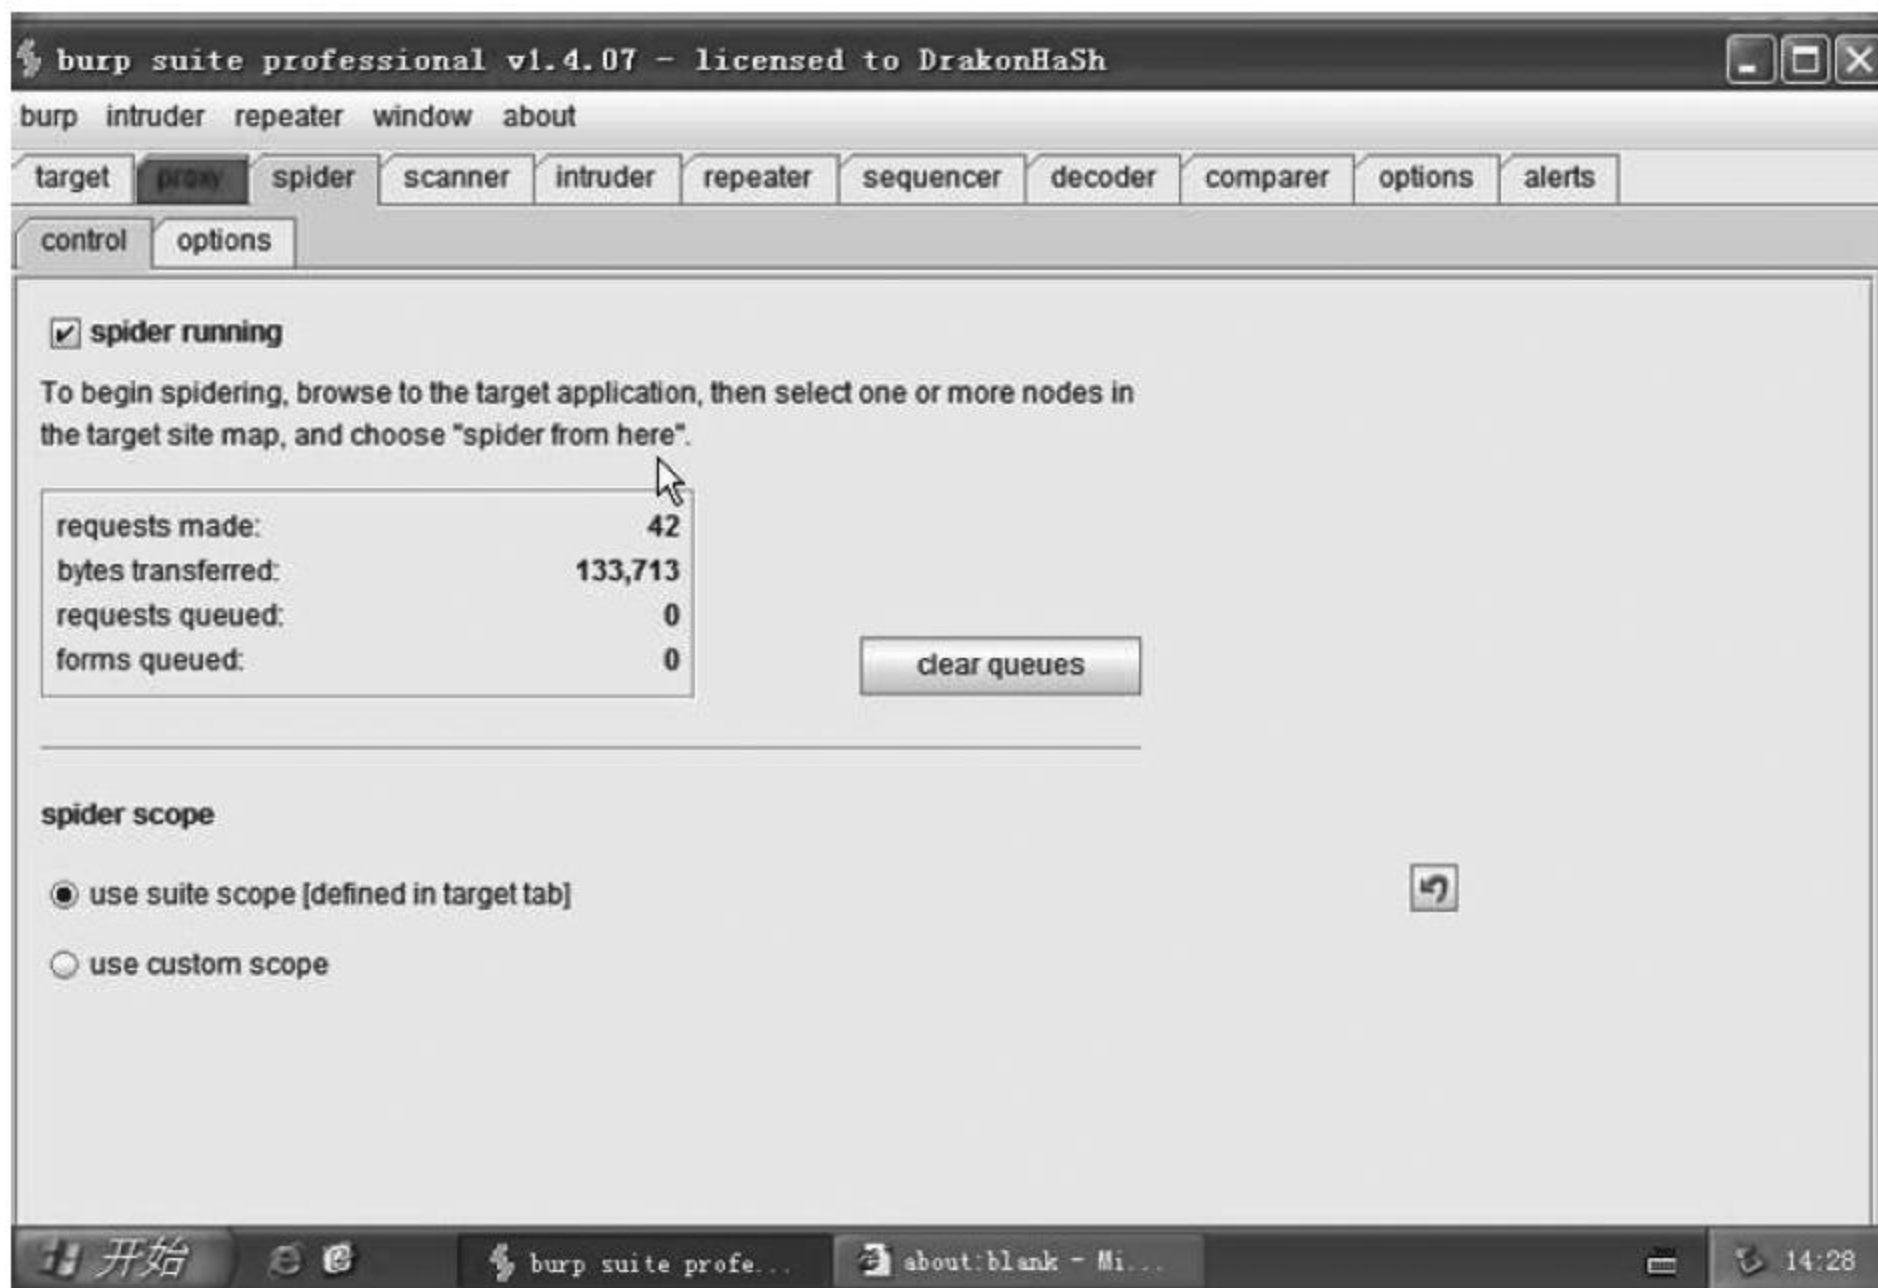 burp suite professional v1.4.07 - licensed to DrakonHaSh
burp intruder repeater window about
target proxy spider scanner intruder repeater sequencer decoder comparer options alerts
control options
spider running
To begin spidering, browse to the target application, then select one or more nodes in
the target site map, and choose "spider from here".
requests made: 42
bytes transferred: 133,713
requests queued: 0
forms queued: 0
clear queues
spider scope
use suite scope [defined in target tab]
use custom scope
开始 burp suite profe... about:blank - Mi... 14:28